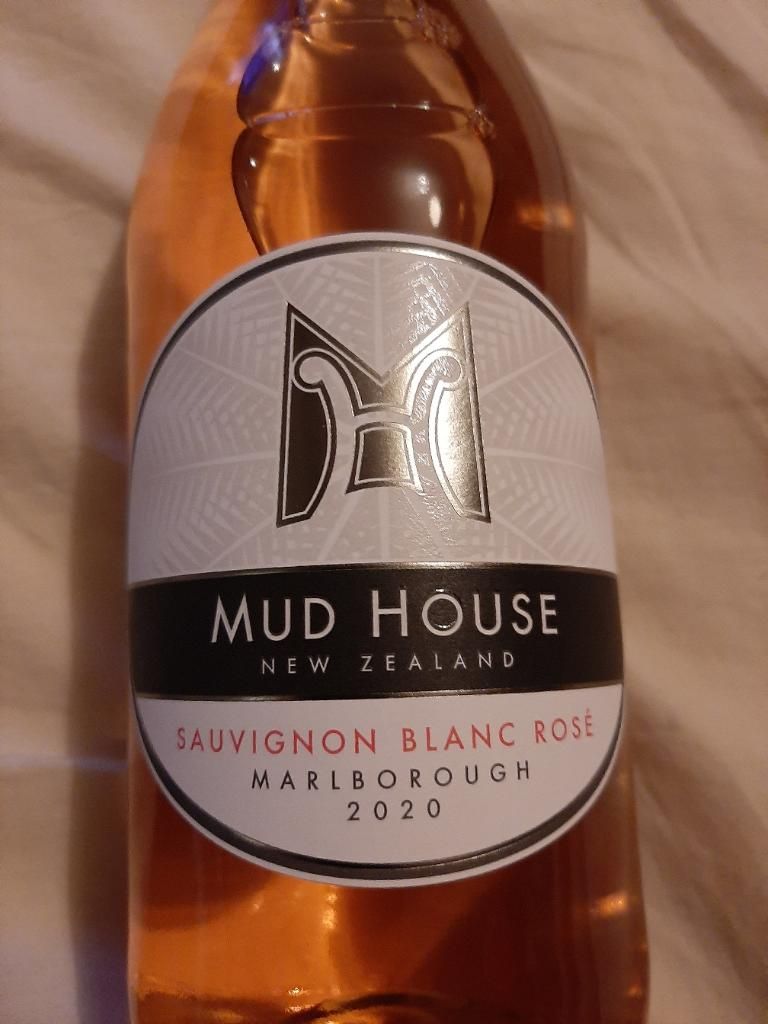 MUD HOUSE
NEW ZEALAND
SAUVIGNON BLANC ROSÉ
MARLBOROUGH
2020